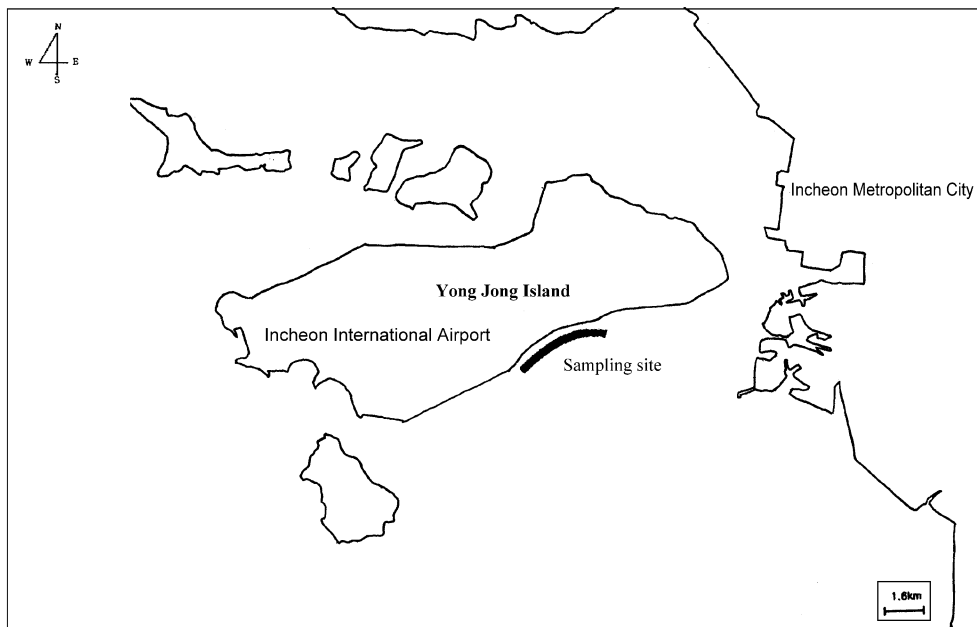 N
W E
S
Incheon Metropolitan City
Yong Jong Island
Incheon International Airport
Sampling site
1.6km